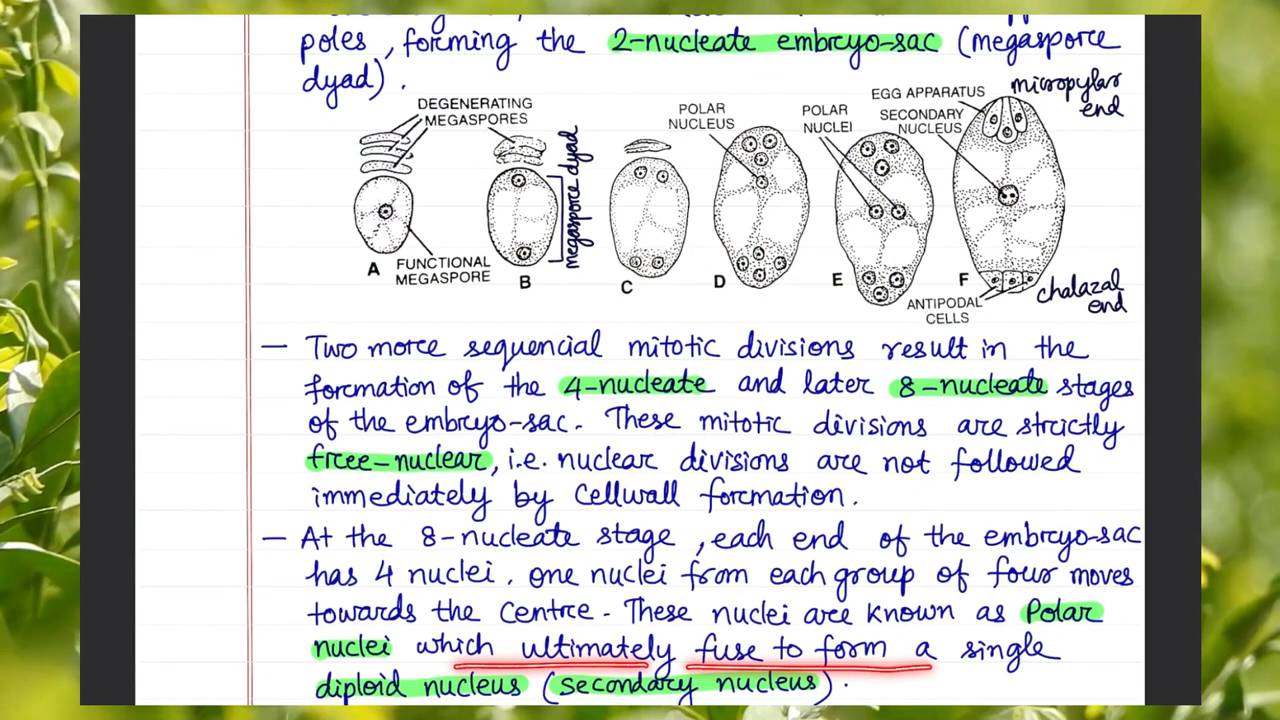 poles, forming the 2-nucleate embryo-sac (megaspore
dyad).
micropylar
end
EGG APPARATUS
DEGENERATING
MEGASPORES
POLAR
NUCLEUS
POLAR
NUCLEI
SECONDARY
NUCLEUS
megaspore dyad
FUNCTIONAL
MEGASPORE
A
B
C
D
E
F
ANTIPODAL
CELLS
chalazal
end
— Two more sequencial mitotic divisions result in the
formation of the 4-nucleate and later 8-nucleate stages
of the embryo-sac. These mitotic divisions are strictly
free-nuclear, i.e. nuclear divisions are not followed
immediately by cellwall formation.
— At the 8-nucleate stage, each end of the embryo-sac
has 4 nuclei. one nuclei from each group of four moves
towards the centre. These nuclei are known as Polar
nuclei which ultimately fuse to form a single
diploid nucleus (secondary nucleus).